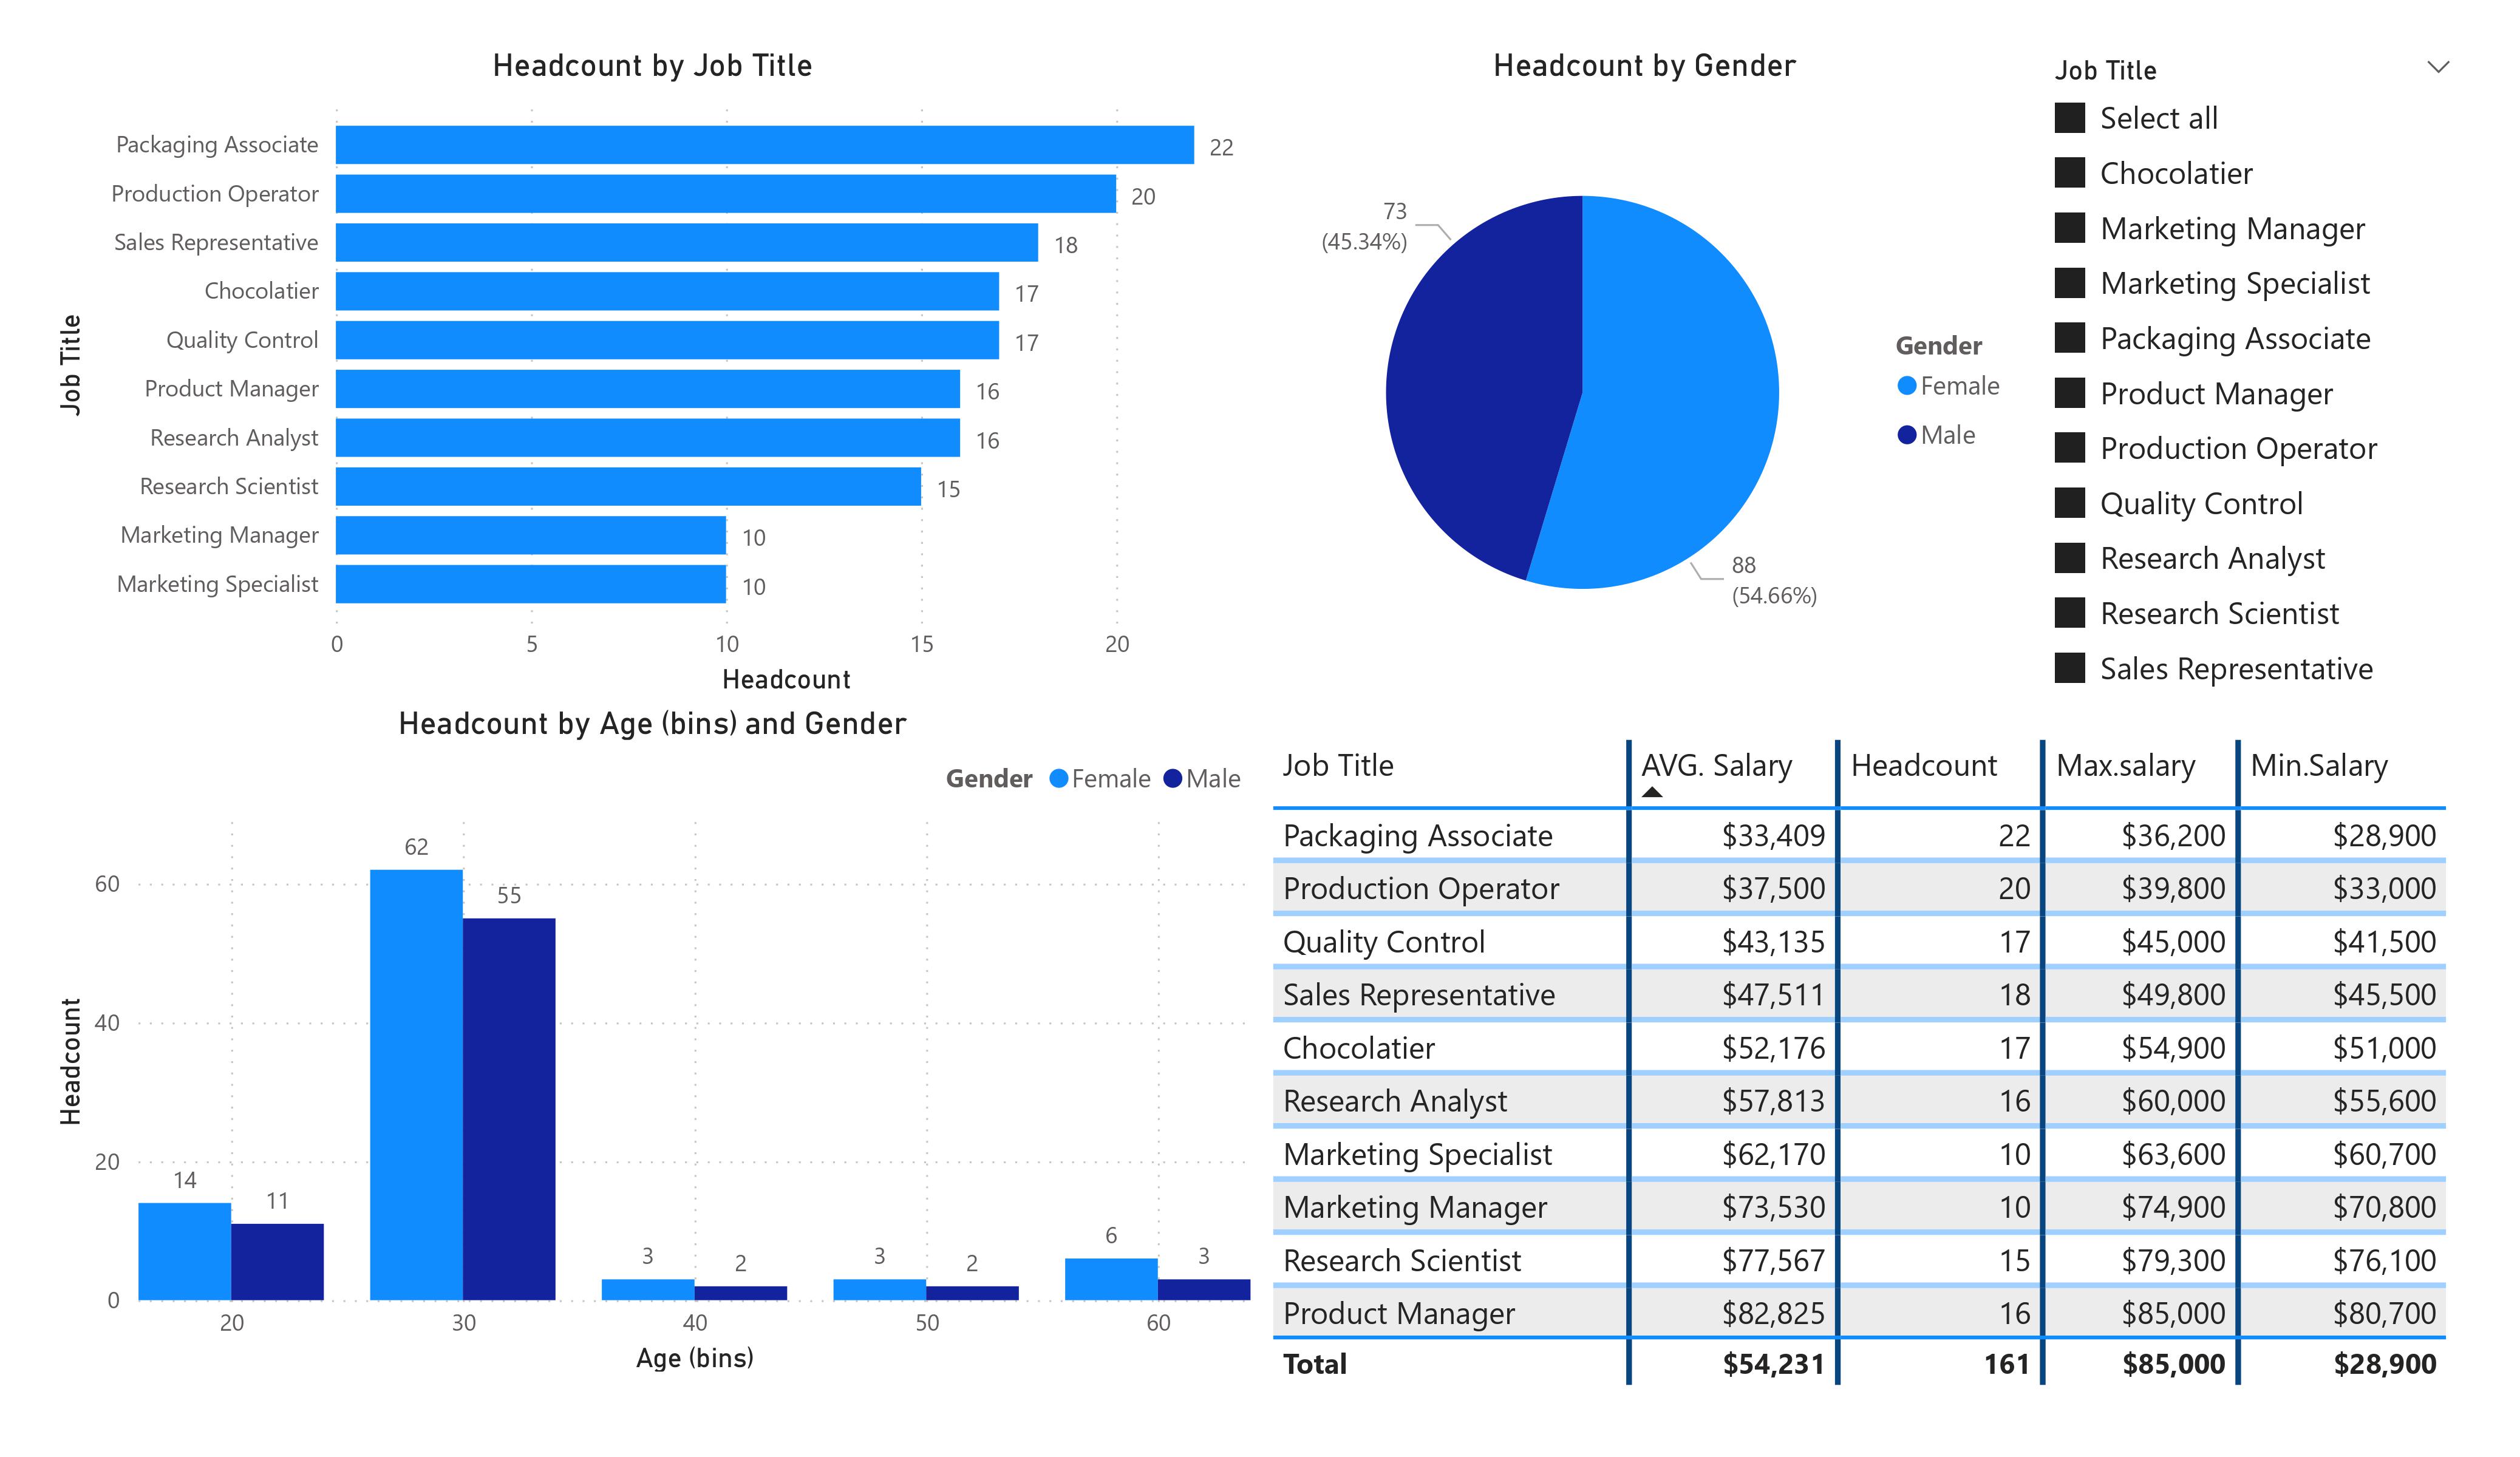 Headcount by Job Title
Job Title
Packaging Associate 22
Production Operator 20
Sales Representative 18
Chocolatier 17
Quality Control 17
Product Manager 16
Research Analyst 16
Research Scientist 15
Marketing Manager 10
Marketing Specialist 10
0 5 10 15 20
Headcount
Headcount by Gender
73
(45.34%)
88
(54.66%)
Gender
Female
Male
Job Title
Select all
Chocolatier
Marketing Manager
Marketing Specialist
Packaging Associate
Product Manager
Production Operator
Quality Control
Research Analyst
Research Scientist
Sales Representative
Headcount by Age (bins) and Gender
Gender Female Male
Headcount
60
40
20
0
14 11 62 55 3 2 3 2 6 3
20 30 40 50 60
Age (bins)
Job Title AVG. Salary Headcount Max.salary Min.Salary
Packaging Associate $33,409 22 $36,200 $28,900
Production Operator $37,500 20 $39,800 $33,000
Quality Control $43,135 17 $45,000 $41,500
Sales Representative $47,511 18 $49,800 $45,500
Chocolatier $52,176 17 $54,900 $51,000
Research Analyst $57,813 16 $60,000 $55,600
Marketing Specialist $62,170 10 $63,600 $60,700
Marketing Manager $73,530 10 $74,900 $70,800
Research Scientist $77,567 15 $79,300 $76,100
Product Manager $82,825 16 $85,000 $80,700
Total $54,231 161 $85,000 $28,900